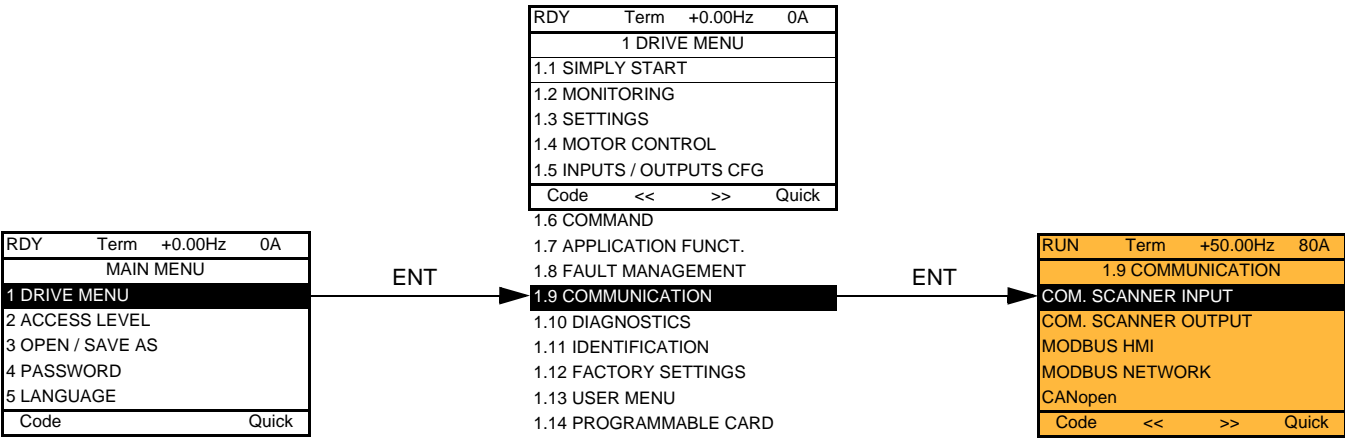 RDY Term +0.00Hz 0A
MAIN MENU
1 DRIVE MENU
2 ACCESS LEVEL
3 OPEN / SAVE AS
4 PASSWORD
5 LANGUAGE
Code Quick
ENT
RDY Term +0.00Hz 0A
1 DRIVE MENU
1.1 SIMPLY START
1.2 MONITORING
1.3 SETTINGS
1.4 MOTOR CONTROL
1.5 INPUTS / OUTPUTS CFG
Code << >> Quick
1.6 COMMAND
1.7 APPLICATION FUNCT.
1.8 FAULT MANAGEMENT
1.9 COMMUNICATION
1.10 DIAGNOSTICS
1.11 IDENTIFICATION
1.12 FACTORY SETTINGS
1.13 USER MENU
1.14 PROGRAMMABLE CARD
ENT
RUN Term +50.00Hz 80A
1.9 COMMUNICATION
COM. SCANNER INPUT
COM. SCANNER OUTPUT
MODBUS HMI
MODBUS NETWORK
CANopen
Code << >> Quick